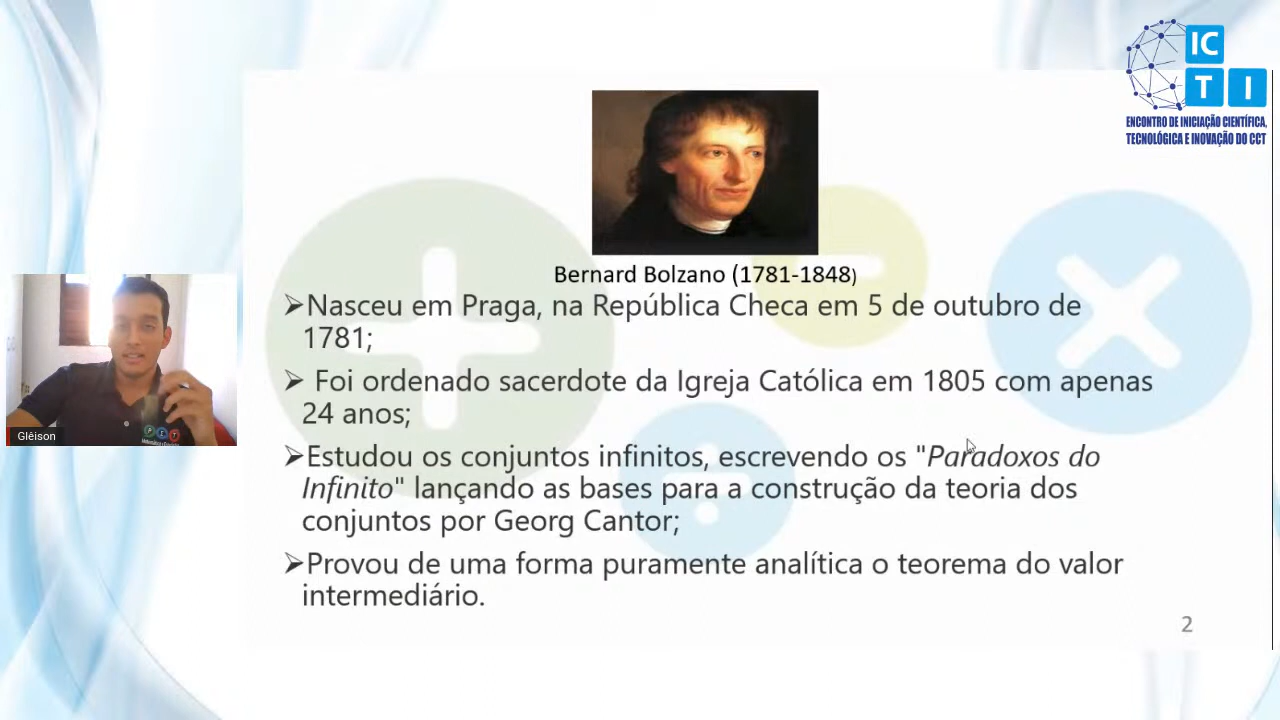 IC
T I
ENCONTRO DE INICIAÇÃO CIENTÍFICA,
TECNOLÓGICA E INOVAÇÃO DO CCT
Bernard Bolzano (1781-1848)
➢Nasceu em Praga, na República Checa em 5 de outubro de
1781;
➢ Foi ordenado sacerdote da Igreja Católica em 1805 com apenas
24 anos;
➢Estudou os conjuntos infinitos, escrevendo os "Paradoxos do
Infinito" lançando as bases para a construção da teoria dos
conjuntos por Georg Cantor;
➢Provou de uma forma puramente analítica o teorema do valor
intermediário.
2
Glêison
P E T